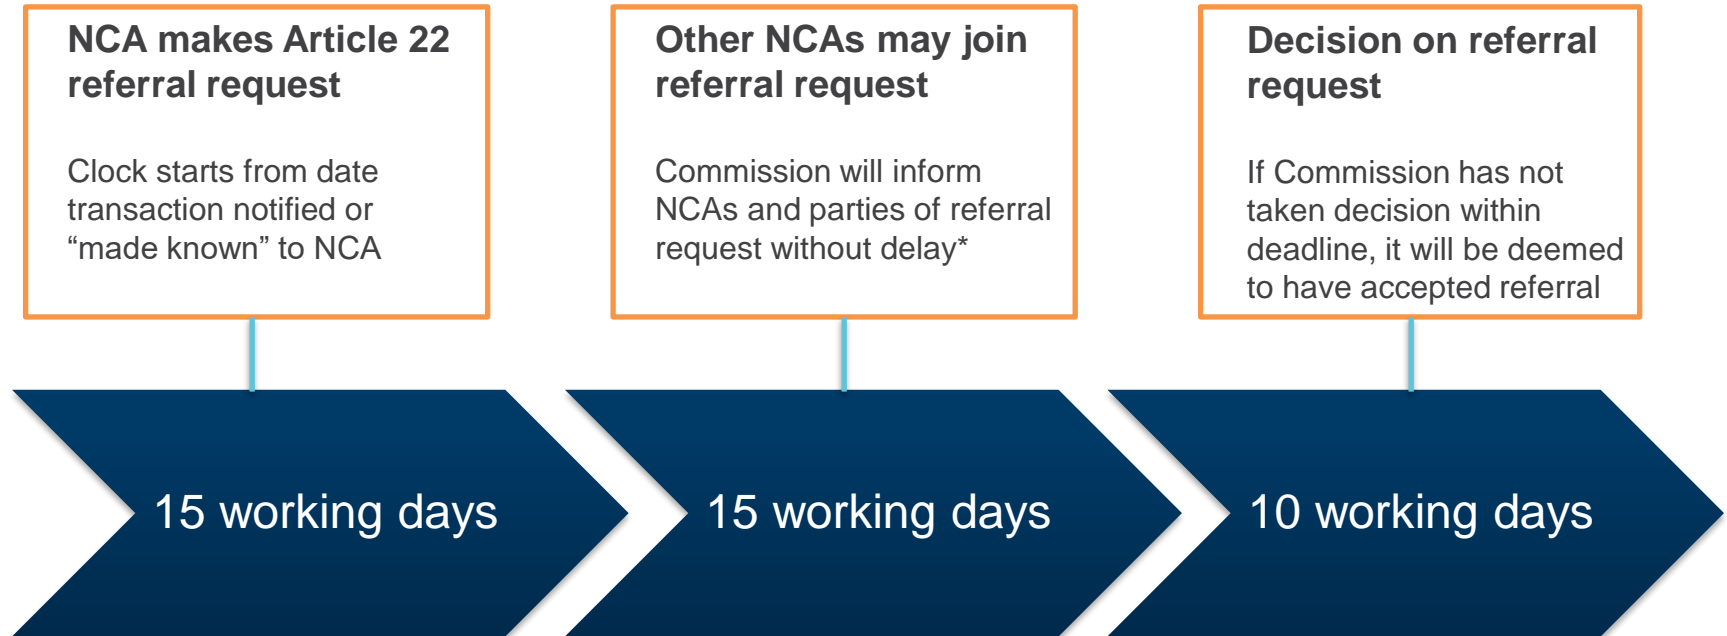 NCA makes Article 22
referral request
Clock starts from date
transaction notified or
“made known” to NCA
Other NCAs may join
referral request
Commission will inform
NCAs and parties of referral
request without delay*
Decision on referral
request
If Commission has not
taken decision within
deadline, it will be deemed
to have accepted referral
15 working days
15 working days
10 working days